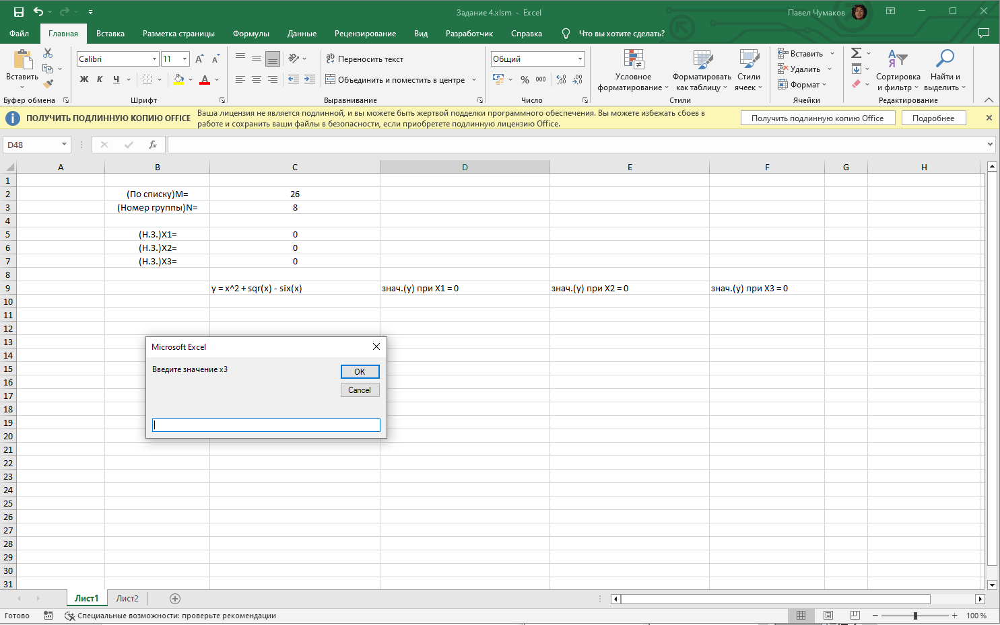 Задание 4.xlsm - Excel
Павел Чумаков
Файл Главная Вставка Разметка страницы Формулы Данные Рецензирование Вид Разработчик Справка Что вы хотите сделать?
Вставить
Calibri 11
Ж К Ч
ab Переносить текст
Объединить и поместить в центре
Общий
% 000
Условное форматирование
Форматировать как таблицу
Стили ячеек
Вставить
Удалить
Формат
Сортировка и фильтр
Найти и выделить
Буфер обмена Шрифт Выравнивание Число Стили Ячейки Редактирование
ПОЛУЧИТЬ ПОДЛИННУЮ КОПИЮ OFFICE
Ваша лицензия не является подлинной, и вы можете быть жертвой подделки программного обеспечения. Вы можете избежать сбоев в
работе и сохранить ваши файлы в безопасности, если приобретете подлинную лицензию Office.
Получить подлинную копию Office
Подробнее
D48 fx
A B C D E F G H
1
2 (По списку)M= 26
3 (Номер группы)N= 8
4
5 (Н.З.)X1= 0
6 (Н.З.)X2= 0
7 (Н.З.)X3= 0
8
9 y = x^2 + sqr(x) - six(x) знач.(y) при X1 = 0 знач.(y) при X2 = 0 знач.(y) при X3 = 0
10
11
12
13
14
15
16
17
18
19
20
21
22
23
24
25
26
27
28
29
30
31
Microsoft Excel
Введите значение x3
OK
Cancel
Лист1 Лист2
Готово
Специальные возможности: проверьте рекомендации
100 %